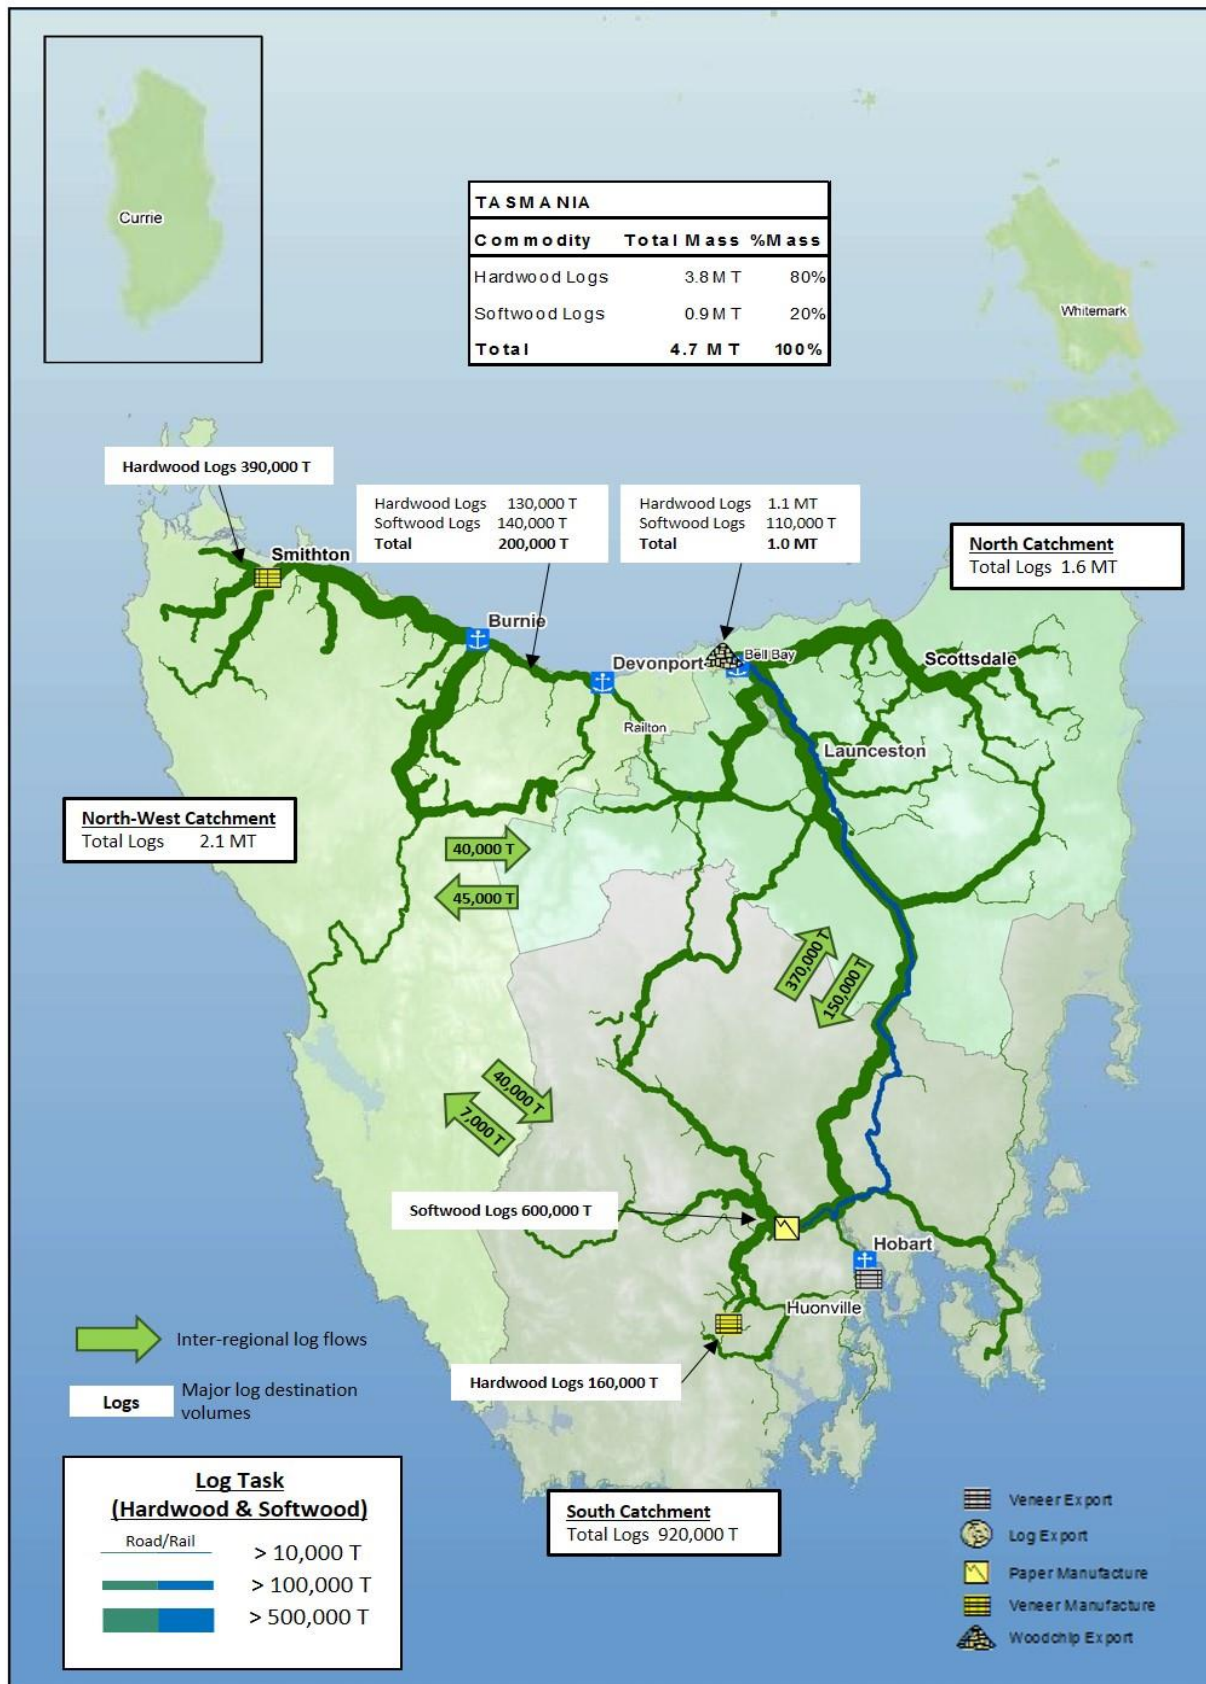 Currie
TASMANIA
Commodity Total Mass %Mass
Hardwood Logs 3.8 M T 80%
Softwood Logs 0.9 M T 20%
Total 4.7 M T 100%
Whitemark
Hardwood Logs 390,000 T
Hardwood Logs 130,000 T
Softwood Logs 140,000 T
Total 200,000 T
Hardwood Logs 1.1 MT
Softwood Logs 110,000 T
Total 1.0 MT
North Catchment
Total Logs 1.6 MT
Smithton
Burnie
Devonport
Bell Bay
Scottsdale
Railton
Launceston
North-West Catchment
Total Logs 2.1 MT
40,000 T
45,000 T
370,000 T
150,000 T
40,000 T
7,000 T
Softwood Logs 600,000 T
Hobart
Huonville
Hardwood Logs 160,000 T
Inter-regional log flows
Logs
Major log destination
volumes
Log Task
(Hardwood & Softwood)
Road/Rail
> 10,000 T
> 100,000 T
> 500,000 T
South Catchment
Total Logs 920,000 T
Veneer Export
Log Export
Paper Manufacture
Veneer Manufacture
Woodchip Export